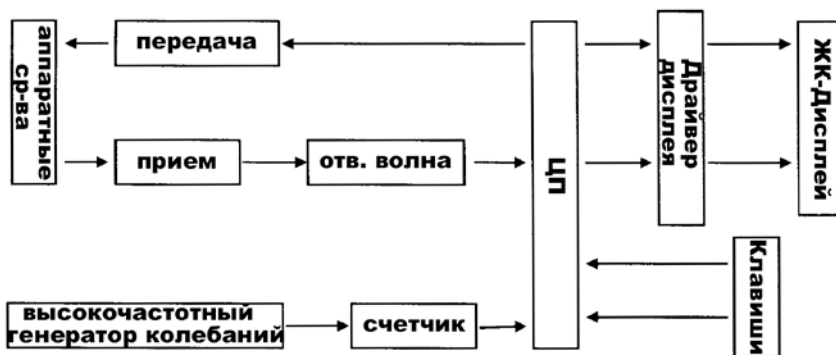 аппаратные
ср-ва
передача
прием
отв. волна
ЦП
Драйвер
дисплея
ЖК-Дисплей
Клавиши
высокочастотный
генератор колебаний
счетчик